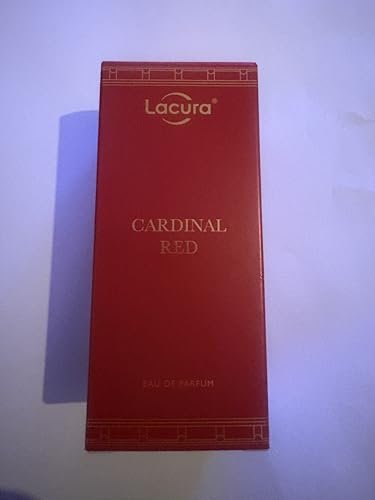 Lacura®
CARDINAL
RED
EAU DE PARFUM